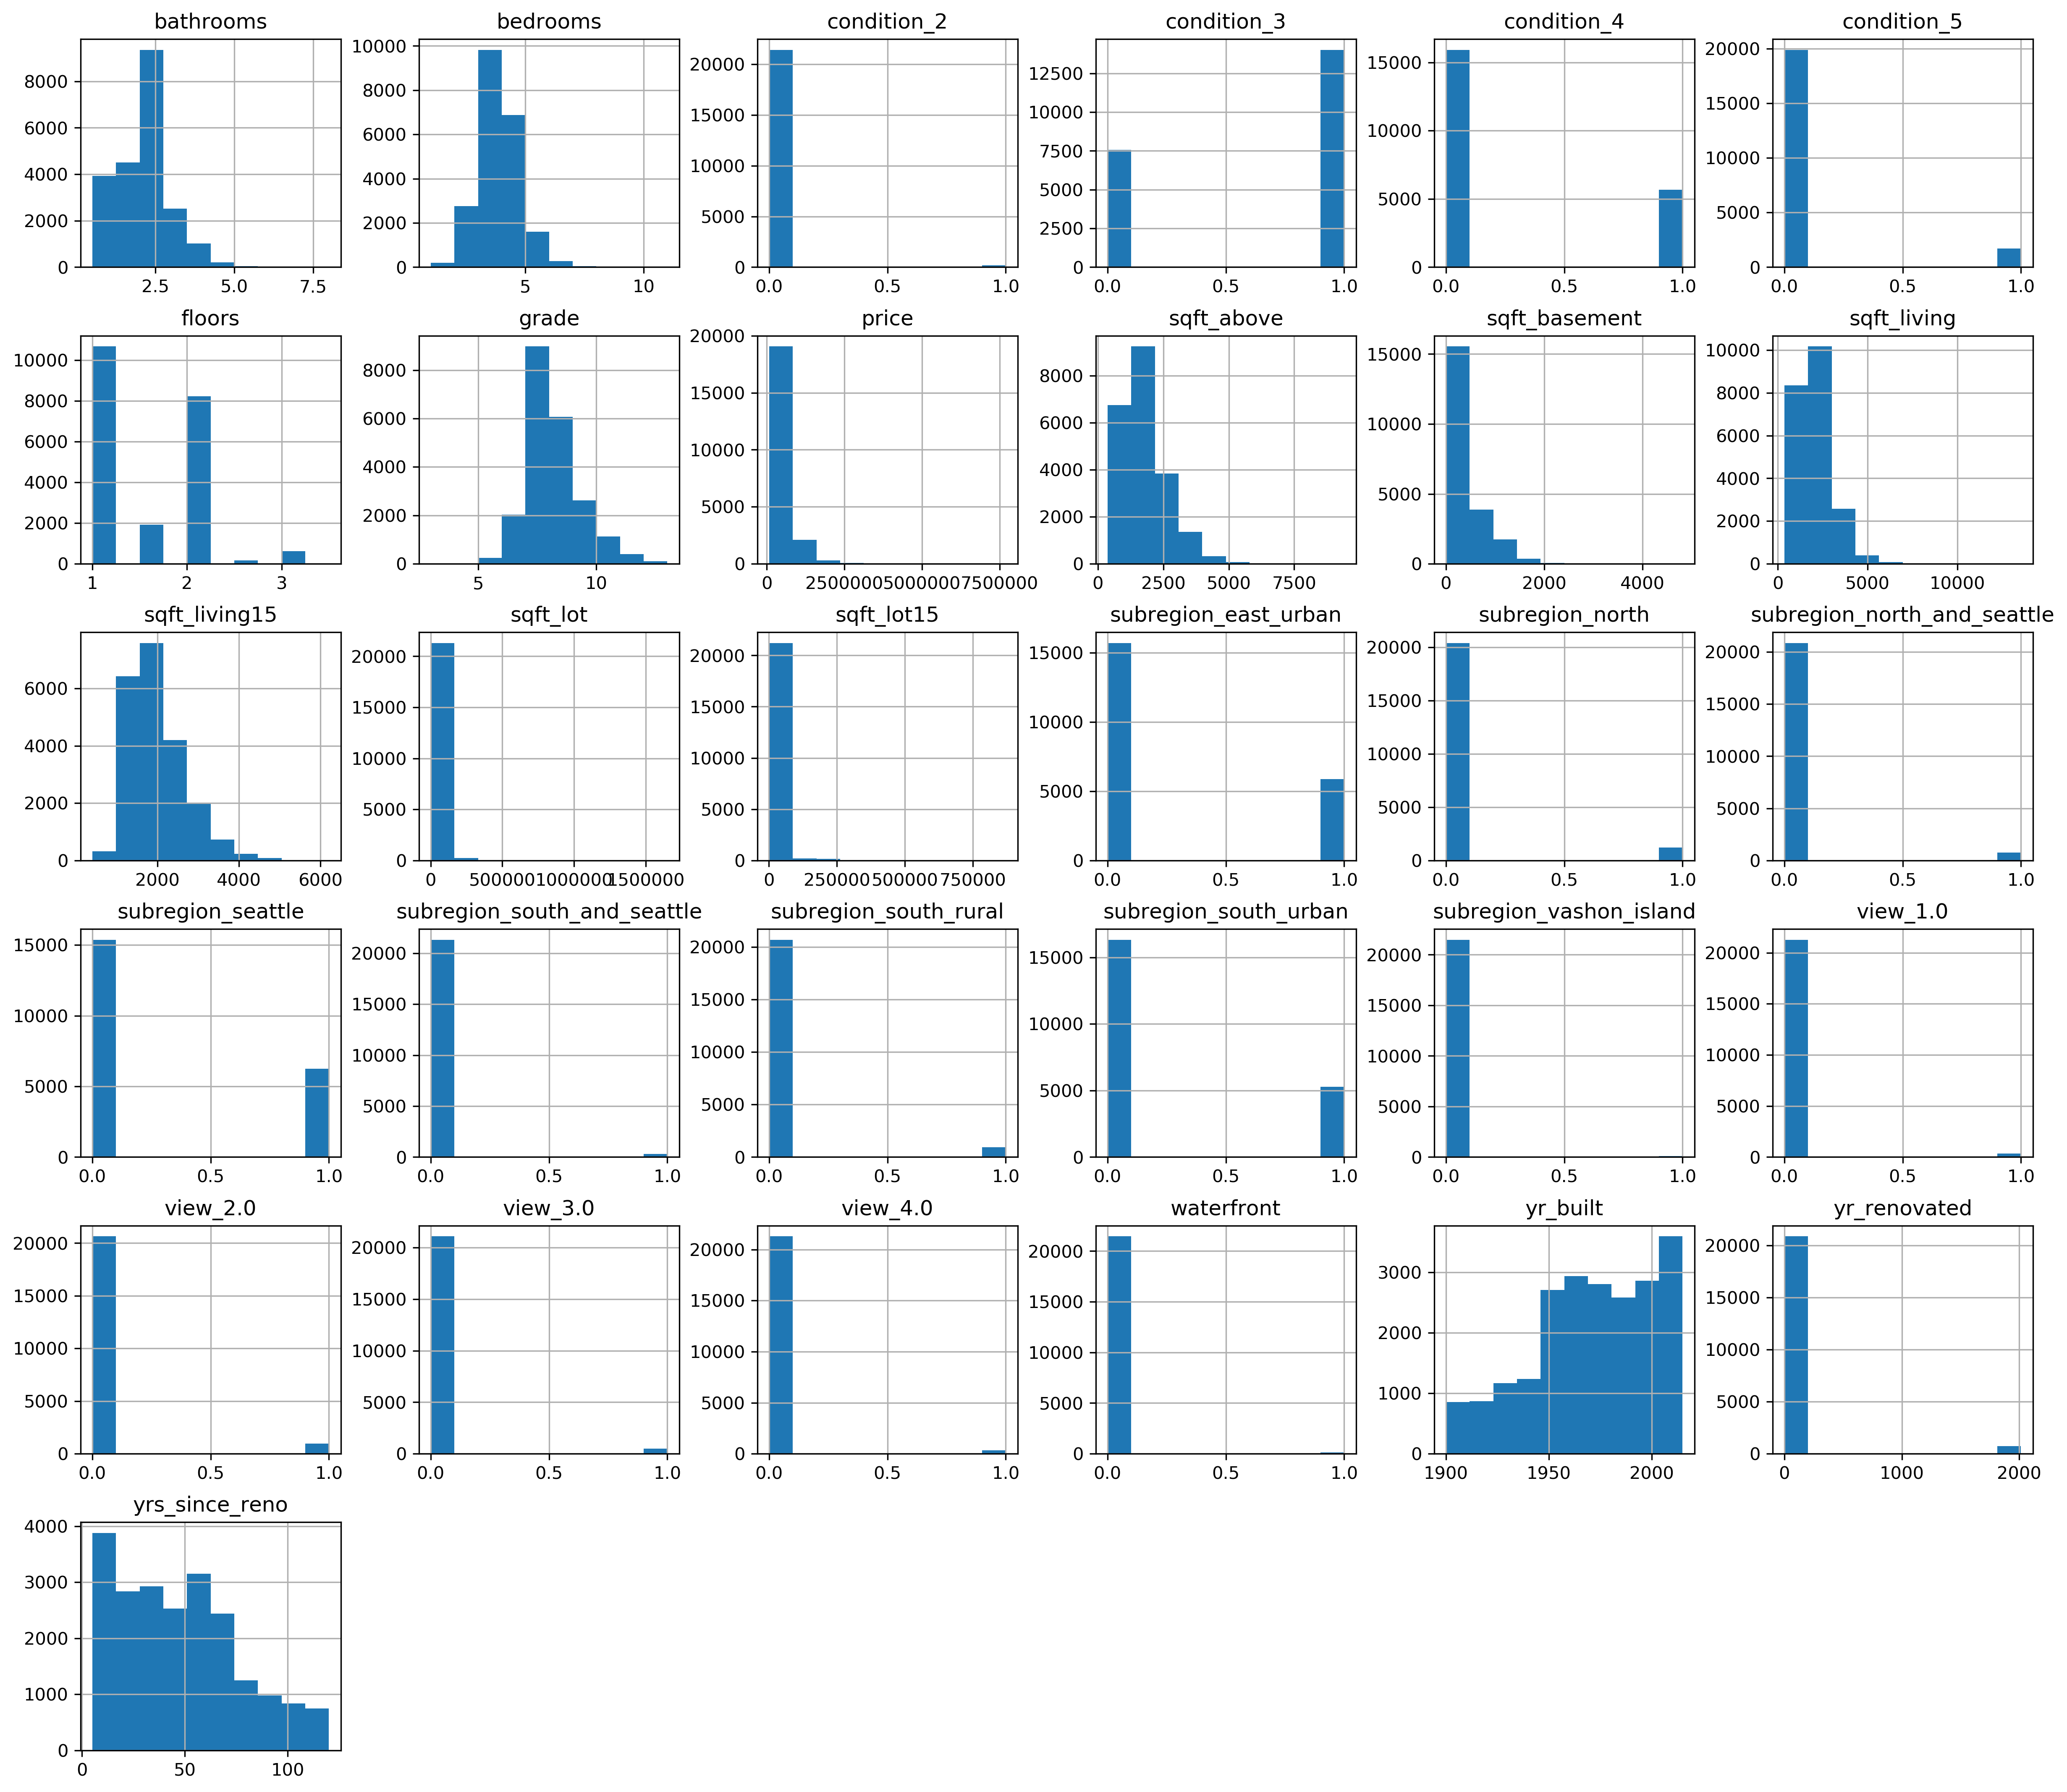 bathrooms
8000
6000
4000
2000
0
2.5 5.0 7.5
bedrooms
10000
8000
6000
4000
2000
0
5 10
condition_2
20000
15000
10000
5000
0
0.0 0.5 1.0
condition_3
12500
10000
7500
5000
2500
0
0.0 0.5 1.0
condition_4
15000
10000
5000
0
0.0 0.5 1.0
condition_5
20000
15000
10000
5000
0
0.0 0.5 1.0
floors
10000
8000
6000
4000
2000
0
1 2 3
grade
8000
6000
4000
2000
0
5 10
price
20000
15000
10000
5000
0
0 2500000 5000000 7500000
sqft_above
8000
6000
4000
2000
0
0 2500 5000 7500
sqft_basement
15000
10000
5000
0
0 2000 4000
sqft_living
10000
8000
6000
4000
2000
0
0 5000 10000
sqft_living15
6000
4000
2000
0
2000 4000 6000
sqft_lot
20000
15000
10000
5000
0
0 500000 1000000 1500000
sqft_lot15
20000
15000
10000
5000
0
0 250000 500000 750000
subregion_east_urban
15000
10000
5000
0
0.0 0.5 1.0
subregion_north
20000
15000
10000
5000
0
0.0 0.5 1.0
subregion_north_and_seattle
20000
15000
10000
5000
0
0.0 0.5 1.0
subregion_seattle
15000
10000
5000
0
0.0 0.5 1.0
subregion_south_and_seattle
20000
15000
10000
5000
0
0.0 0.5 1.0
subregion_south_rural
20000
15000
10000
5000
0
0.0 0.5 1.0
subregion_south_urban
15000
10000
5000
0
0.0 0.5 1.0
subregion_vashon_island
20000
15000
10000
5000
0
0.0 0.5 1.0
view_1.0
20000
15000
10000
5000
0
0.0 0.5 1.0
view_2.0
20000
15000
10000
5000
0
0.0 0.5 1.0
view_3.0
20000
15000
10000
5000
0
0.0 0.5 1.0
view_4.0
20000
15000
10000
5000
0
0.0 0.5 1.0
waterfront
20000
15000
10000
5000
0
0.0 0.5 1.0
yr_built
3000
2000
1000
0
1900 1950 2000
yr_renovated
20000
15000
10000
5000
0
0 1000 2000
yrs_since_reno
4000
3000
2000
1000
0
0 50 100